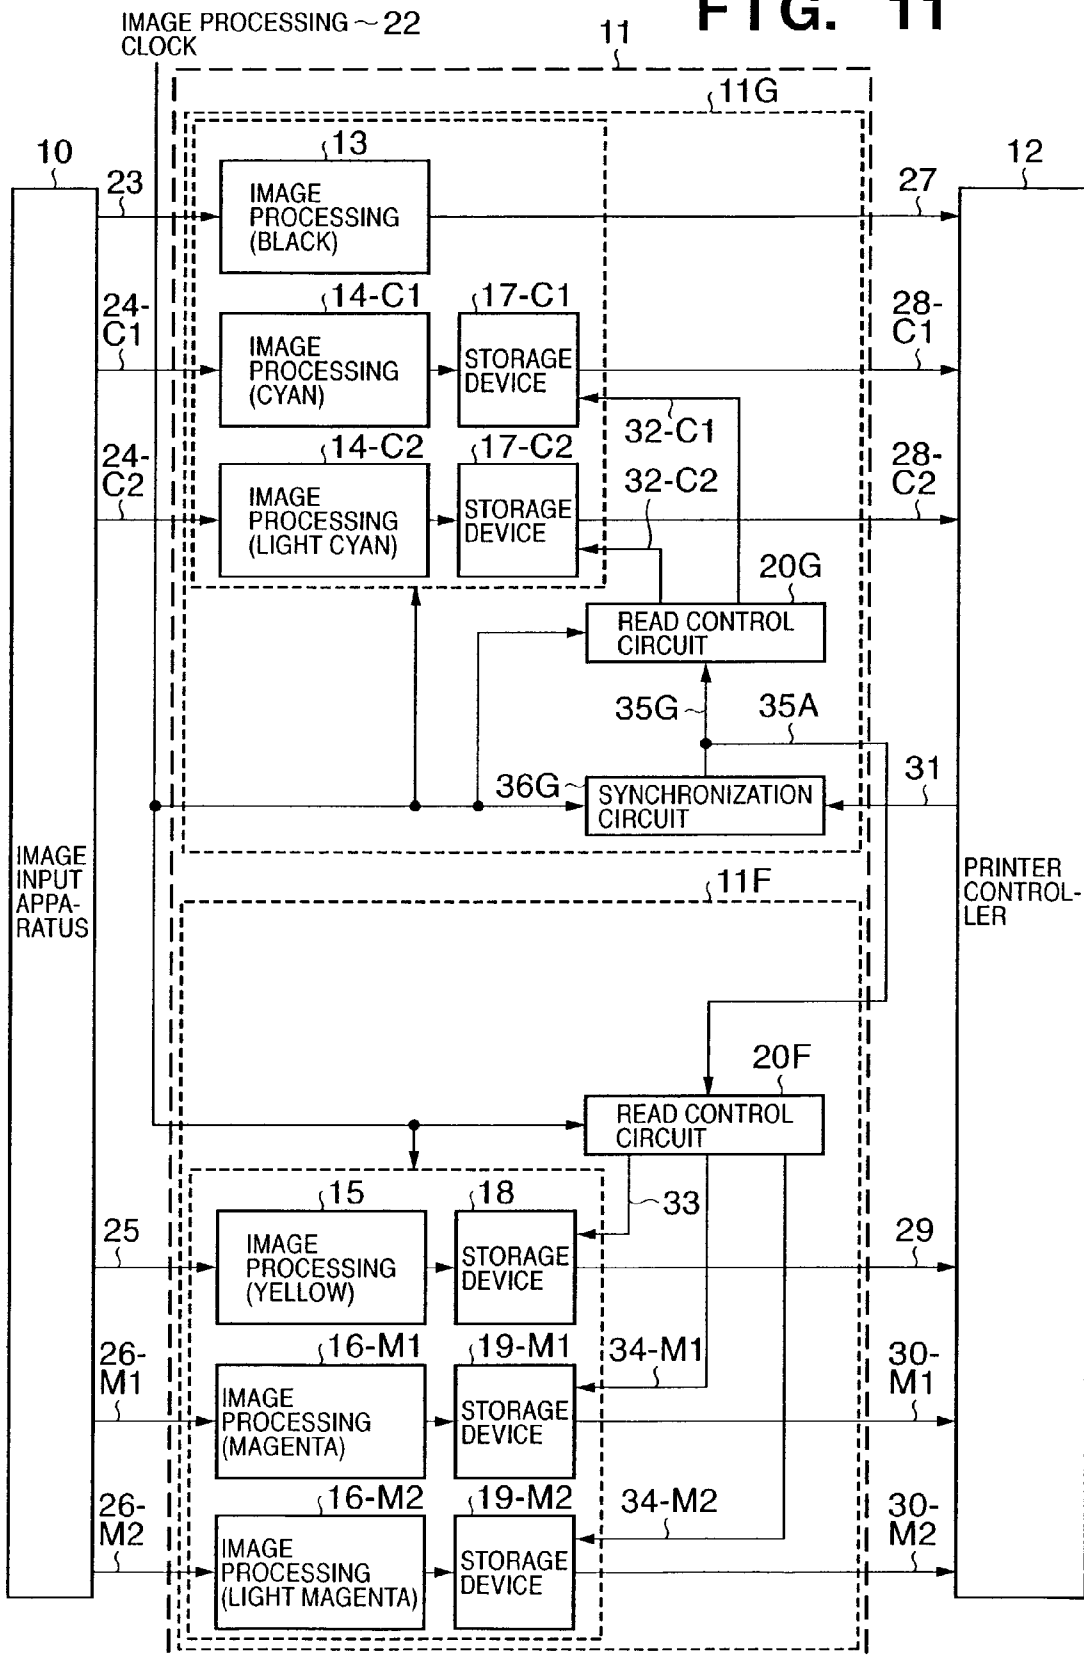 FIG. 11
IMAGE PROCESSING ~ 22
CLOCK
11
11G
10
23
13
27
12
IMAGE
PROCESSING
(BLACK)
24-
C1
14-C1
17-C1
28-
C1
IMAGE
PROCESSING
(CYAN)
STORAGE
DEVICE
32-C1
24-
C2
14-C2
17-C2
32-C2
28-
C2
IMAGE
PROCESSING
(LIGHT CYAN)
STORAGE
DEVICE
20G
READ CONTROL
CIRCUIT
35G
35A
36G
SYNCHRONIZATION
CIRCUIT
31
IMAGE
INPUT
APPA-
RATUS
PRINTER
CONTROL-
LER
11F
20F
READ CONTROL
CIRCUIT
33
25
15
18
29
IMAGE
PROCESSING
(YELLOW)
STORAGE
DEVICE
26-
M1
16-M1
19-M1
34-M1
30-
M1
IMAGE
PROCESSING
(MAGENTA)
STORAGE
DEVICE
26-
M2
16-M2
19-M2
34-M2
30-
M2
IMAGE
PROCESSING
(LIGHT MAGENTA)
STORAGE
DEVICE